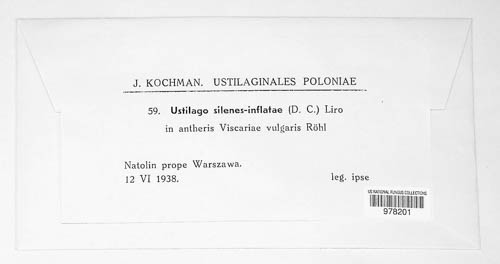 J. KOCHMAN. USTILAGINALES POLONIAE
59. Ustilago silenes-inflatae (D. C.) Liro
in antheris Viscariae vulgaris Röhl
Natolin prope Warszawa.
12 VI 1938. leg. ipse
US NATIONAL FUNGUS COLLECTIONS
978201